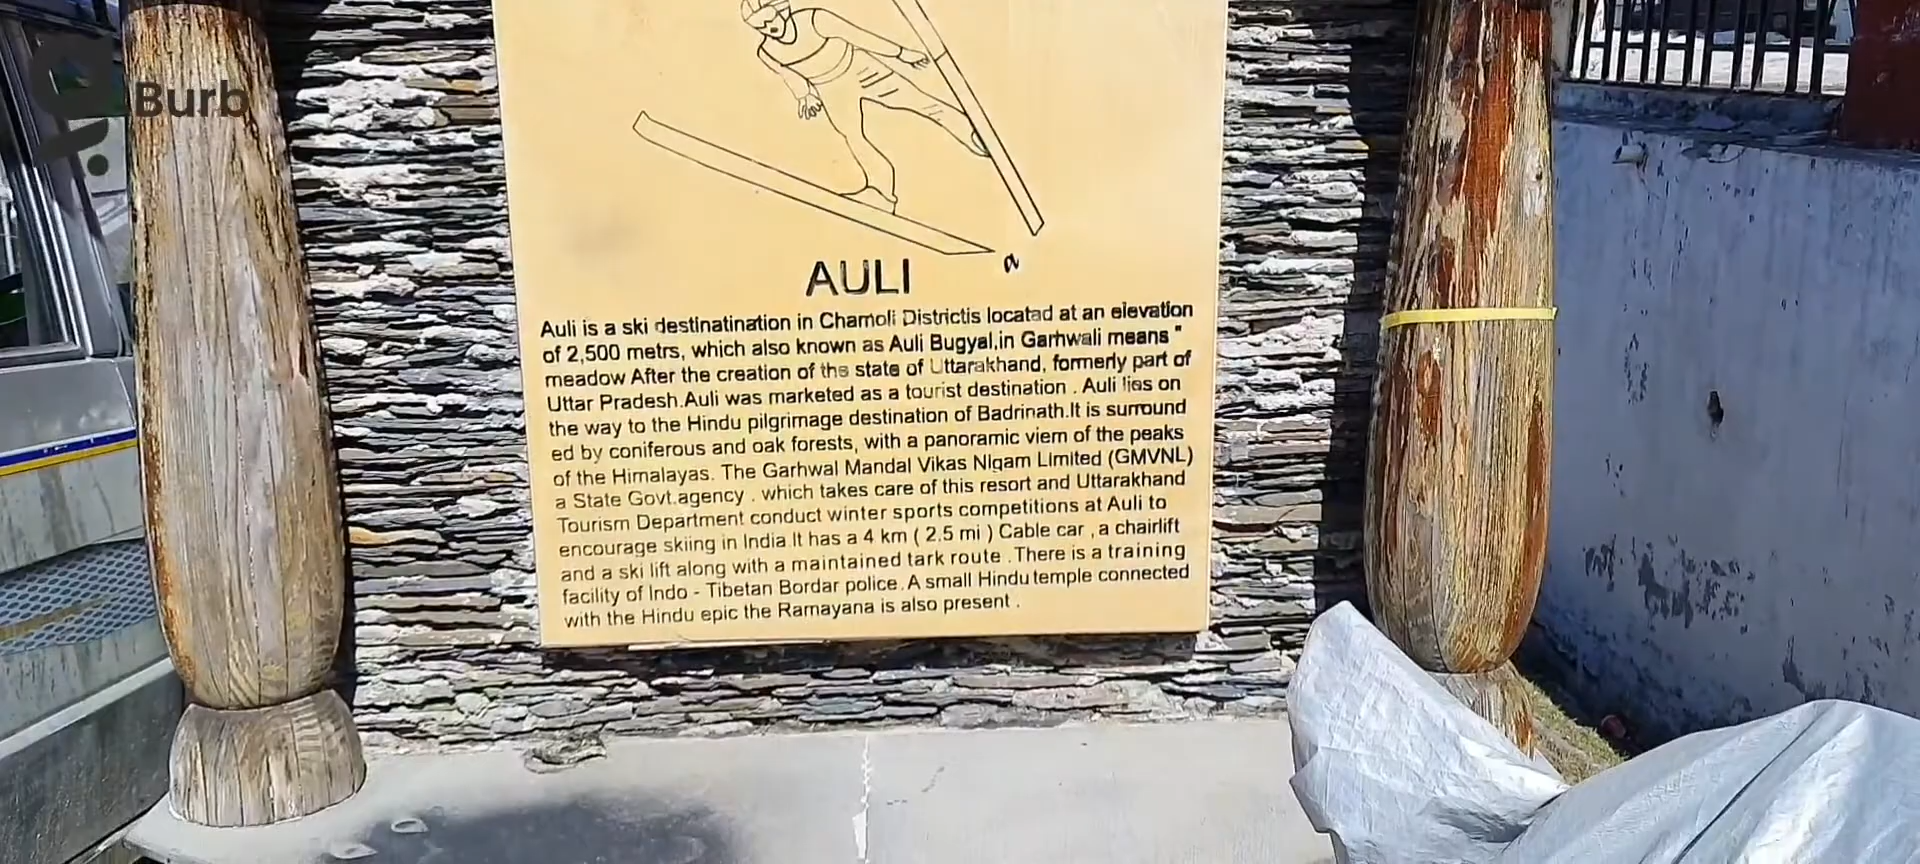 Burb
a
AULI
Auli is a ski destinatination in Chamoli Districtis locatad at an elevation
of 2,500 metrs, which also known as Auli Bugyal,in Garhwali means "
meadow After the creation of the state of Uttarakhand, formerly part of
Uttar Pradesh.Auli was marketed as a tourist destination . Auli lies on
the way to the Hindu pilgrimage destination of Badrinath.It is surround
ed by coniferous and oak forests, with a panoramic viem of the peaks
of the Himalayas. The Garhwal Mandal Vikas Nigam Limited (GMVNL)
a State Govt.agency . which takes care of this resort and Uttarakhand
Tourism Department conduct winter sports competitions at Auli to
encourage skiing in India It has a 4 km ( 2.5 mi ) Cable car , a chairlift
and a ski lift along with a maintained tark route . There is a training
facility of Indo - Tibetan Bordar police. A small Hindu temple connected
with the Hindu epic the Ramayana is also present .